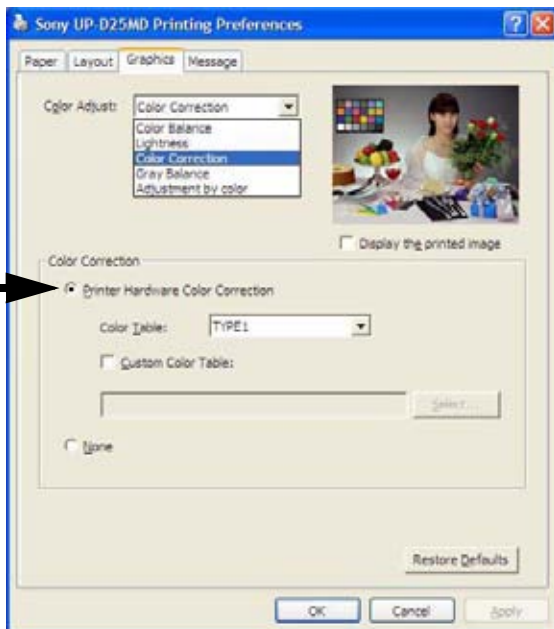 Sony UP-D25MD Printing Preferences
Paper Layout Graphics Message
Color Adjust: Color Correction
Color Balance
Lightness
Color Correction
Gray Balance
Adjustment by color
Display the printed image
Color Correction
Printer Hardware Color Correction
Color Table: TYPE1
Custom Color Table:
Select...
None
Restore Defaults
OK Cancel Apply